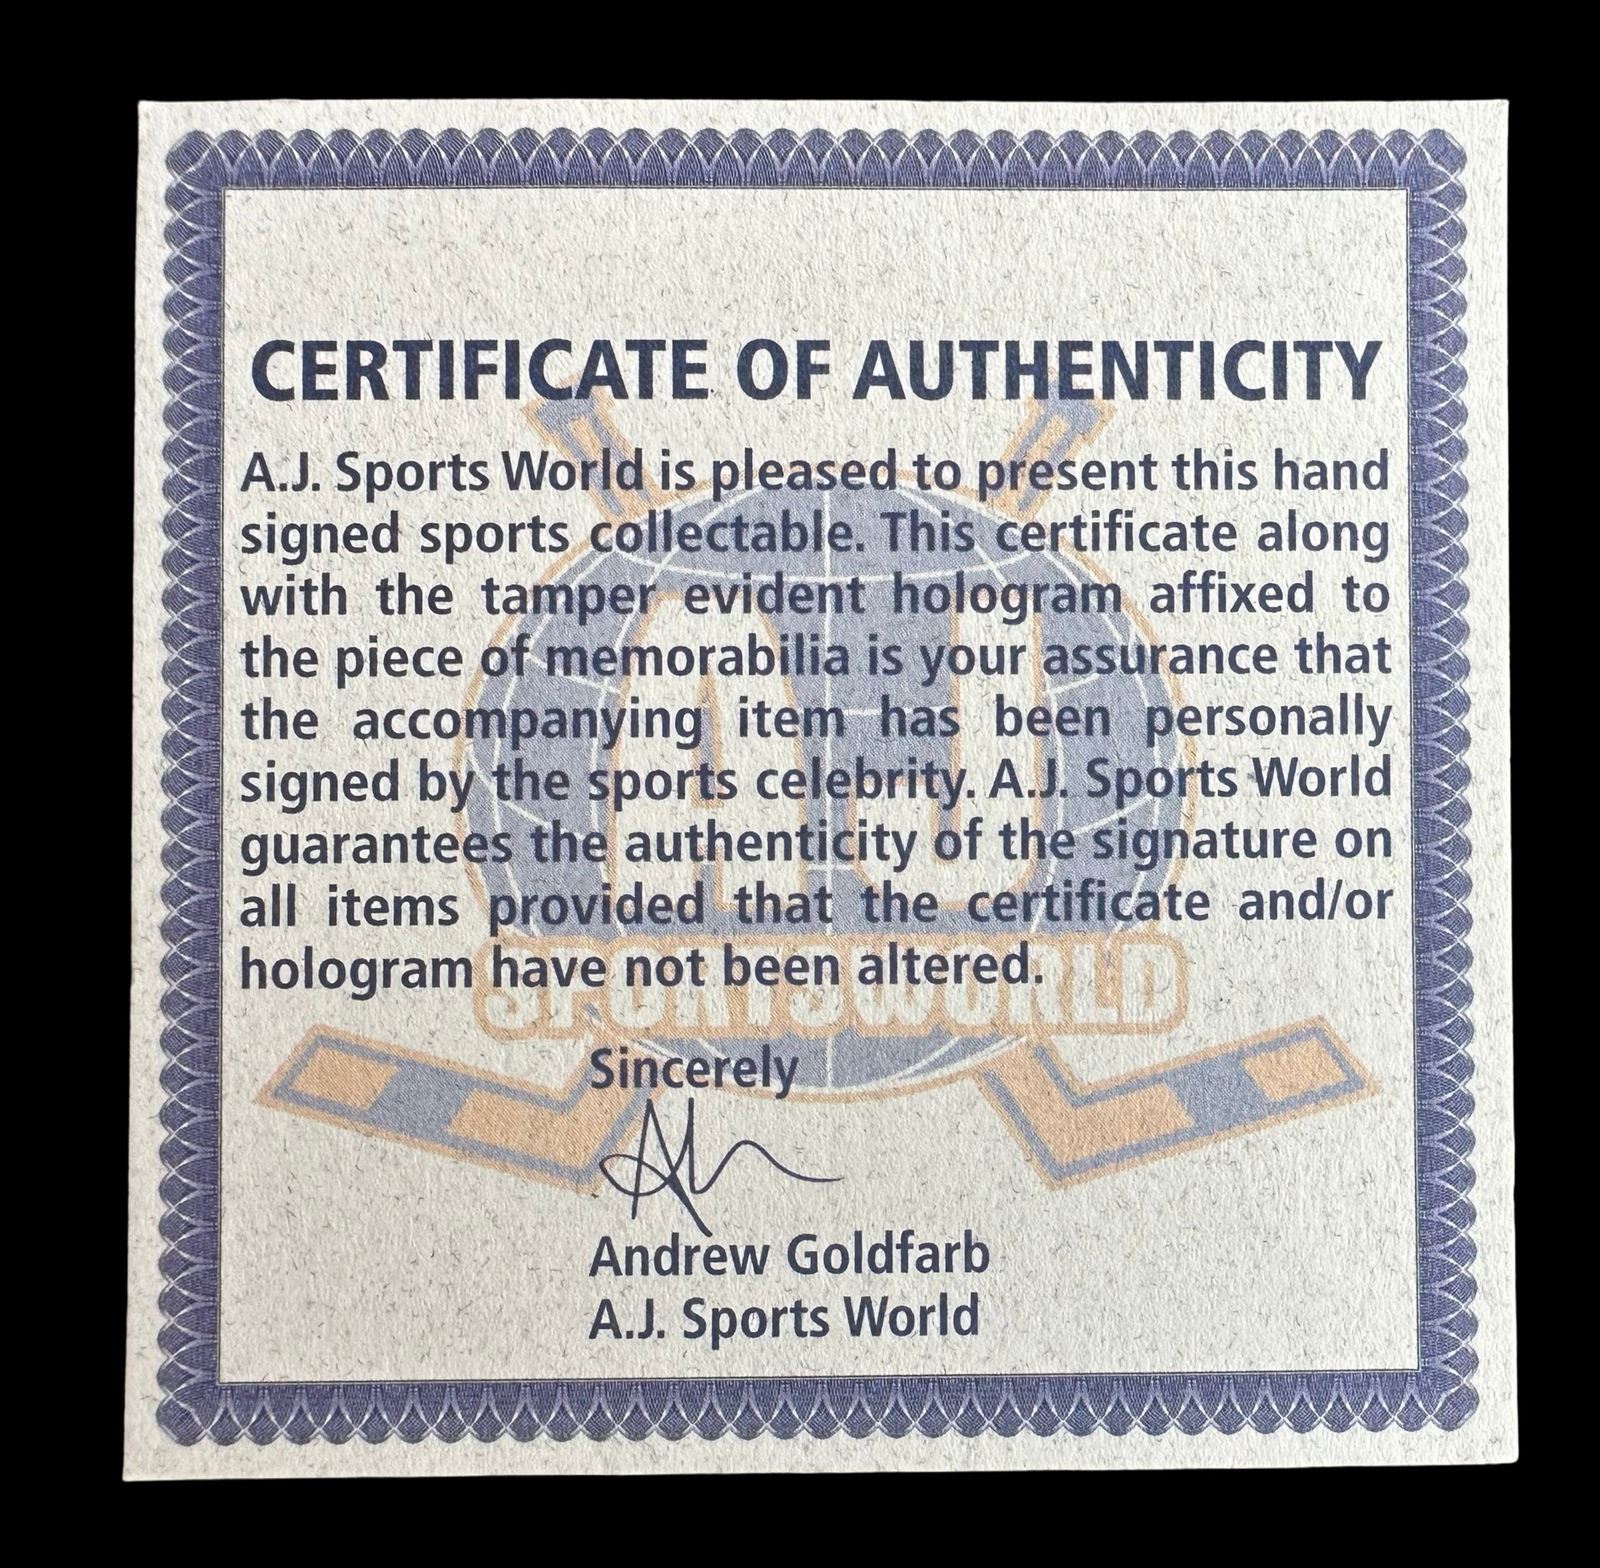 CERTIFICATE OF AUTHENTICITY
A.J. Sports World is pleased to present this hand
signed sports collectable. This certificate along
with the tamper evident hologram affixed to
the piece of memorabilia is your assurance that
the accompanying item has been personally
signed by the sports celebrity. A.J. Sports World
guarantees the authenticity of the signature on
all items provided that the certificate and/or
hologram have not been altered.
AJ
SPORTSWORLD
Sincerely
Andrew Goldfarb
A.J. Sports World